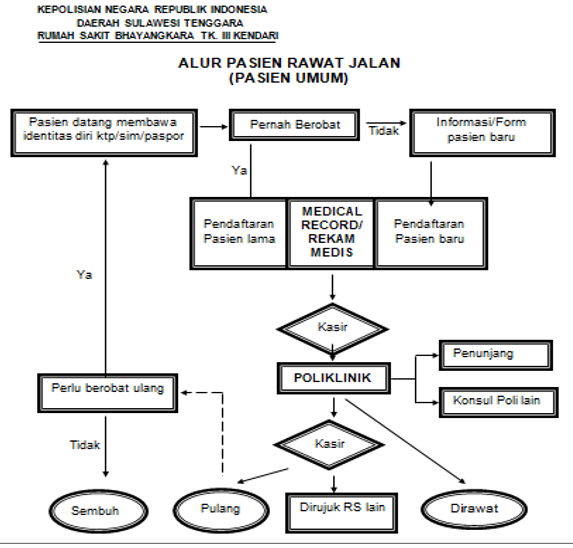 KEPOLISIAN NEGARA REPUBLIK INDONESIA
DAERAH SULAWESI TENGGARA
RUMAH SAKIT BHAYANGKARA TK. III KENDARI
ALUR PASIEN RAWAT JALAN
(PASIEN UMUM)
Pasien datang membawa
identitas diri ktp/sim/paspor
Pernah Berobat
Tidak
Informasi/Form
pasien baru
Ya
Pendaftaran
Pasien lama
MEDICAL
RECORD/
REKAM
MEDIS
Pendaftaran
Pasien baru
Ya
Kasir
Penunjang
POLIKLINIK
Perlu berobat ulang
Konsul Poli lain
Tidak
Kasir
Sembuh
Pulang
Dirujuk RS lain
Dirawat